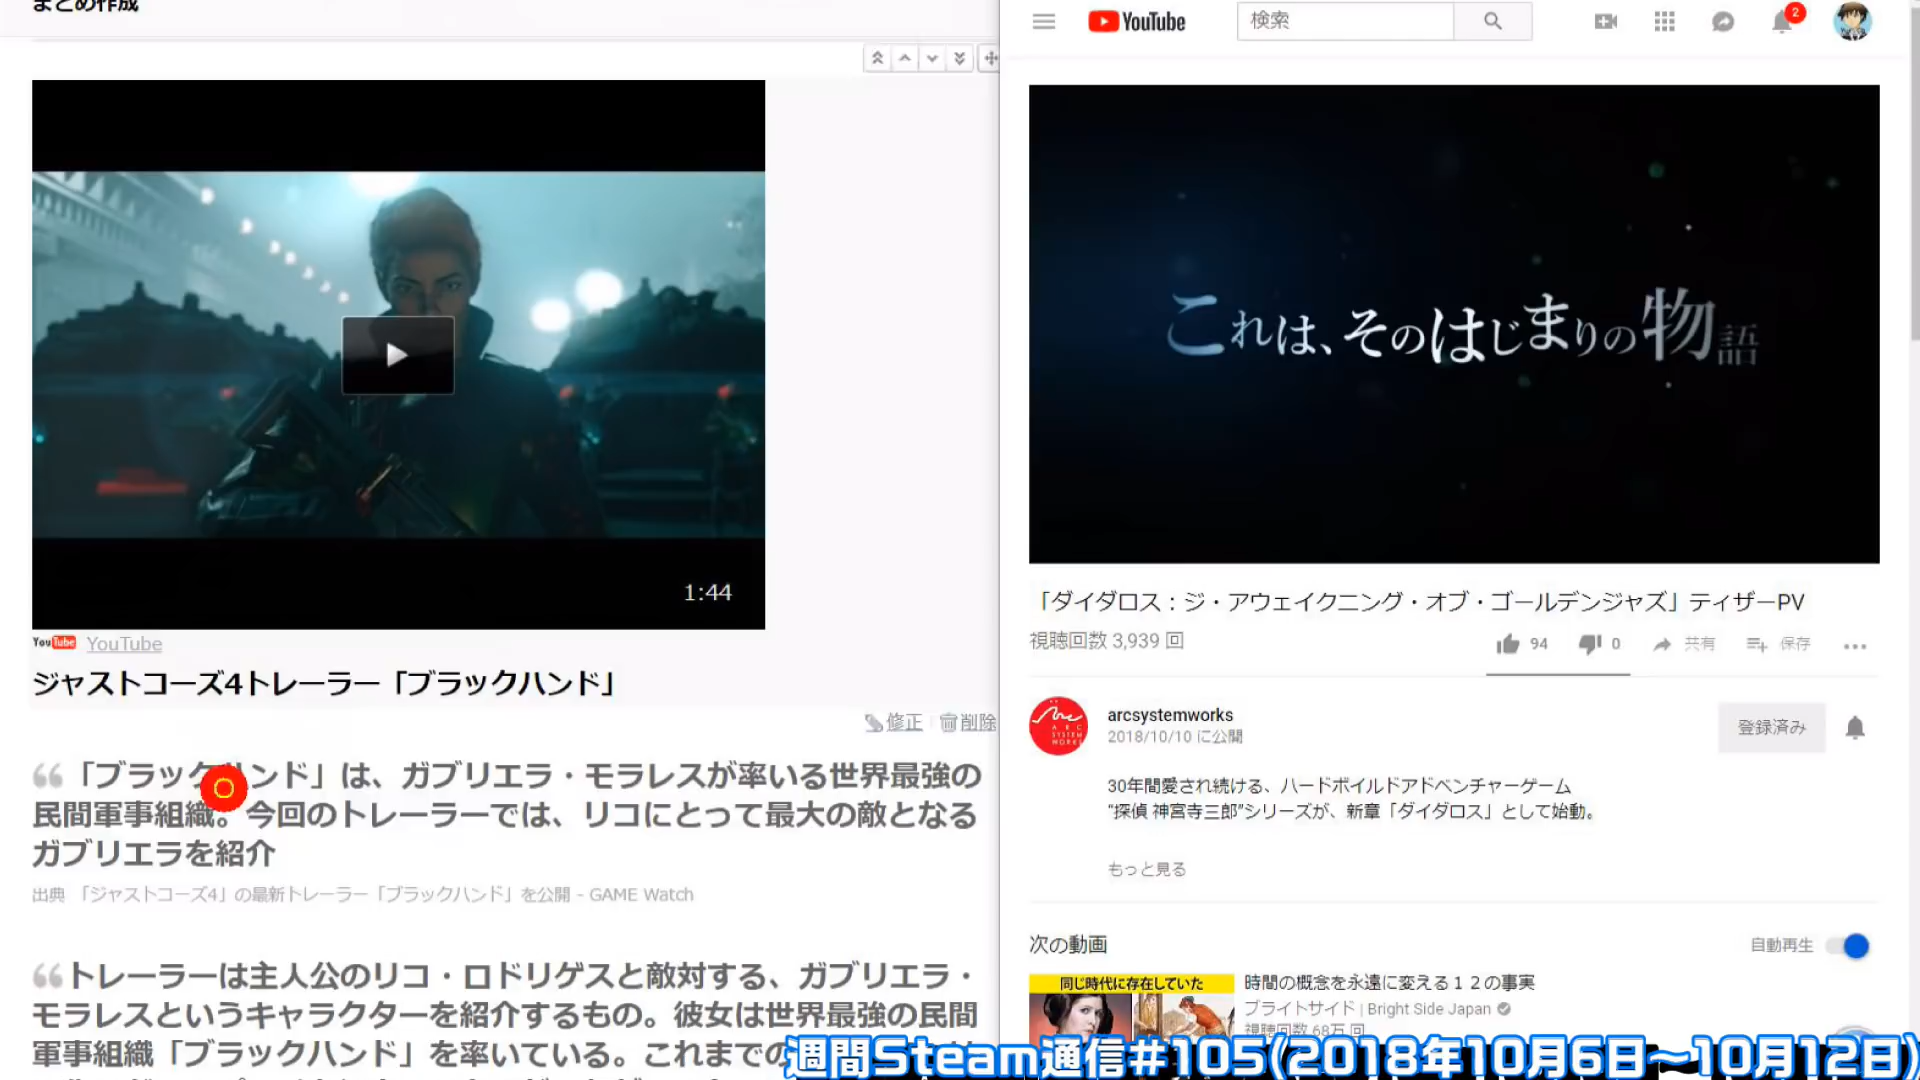 まとめ作成
1:44
YouTube YouTube
ジャストコーズ4トレーラー「ブラックハンド」
修正 削除
「ブラックハンド」は、ガブリエラ・モラレスが率いる世界最強の
民間軍事組織。今回のトレーラーでは、リコにとって最大の敵となる
ガブリエラを紹介
出典 「ジャストコーズ4」の最新トレーラー「ブラックハンド」を公開 - GAME Watch
トレーラーは主人公のリコ・ロドリゲスと敵対する、ガブリエラ・
モラレスというキャラクターを紹介するもの。彼女は世界最強の民間
軍事組織「ブラックハンド」を率いている。これまでの
YouTube
検索
2
これは、そのはじまりの物語
「ダイダロス：ジ・アウェイクニング・オブ・ゴールデンジャズ」ティザーPV
視聴回数 3,939 回
94 0 共有 保存
ARC SYSTEM WORKS
arcsystemworks
2018/10/10 に公開
登録済み
30年間愛され続ける、ハードボイルドアドベンチャーゲーム
“探偵 神宮寺三郎”シリーズが、新章「ダイダロス」として始動。
もっと見る
次の動画
自動再生
同じ時代に存在していた
時間の概念を永遠に変える１２の事実
ブライトサイド | Bright Side Japan
視聴回数 68万 回
週間Steam通信#105(2018年10月6日～10月12日)